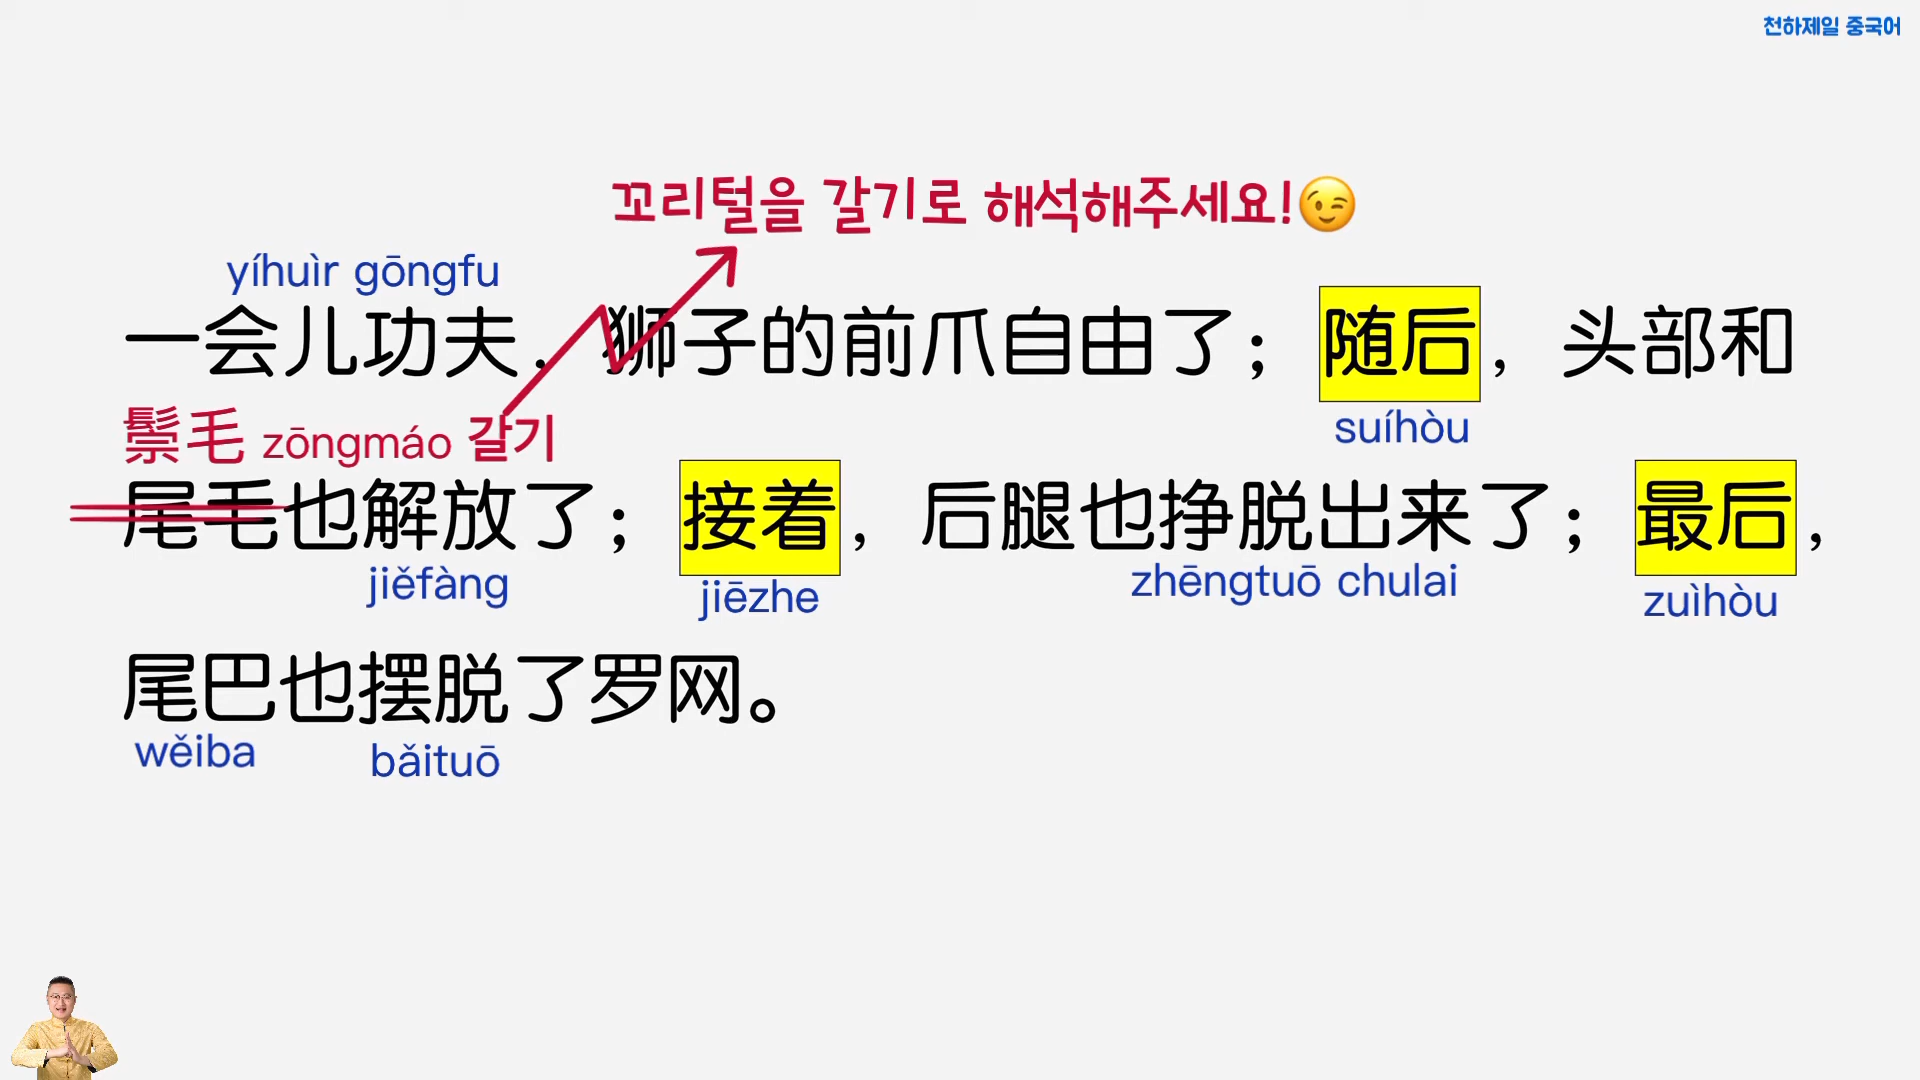 천하제일 중국어
꼬리털을 갈기로 해석해주세요!😉
yíhuìr gōngfu
一会儿功夫，狮子的前爪自由了；随后，头部和
suíhòu
鬃毛 zōngmáo 갈기
尾毛也解放了；接着，后腿也挣脱出来了；最后，
jiěfàng jiēzhe zhēngtuō chulai zuìhòu
尾巴也摆脱了罗网。
wěiba bǎituō